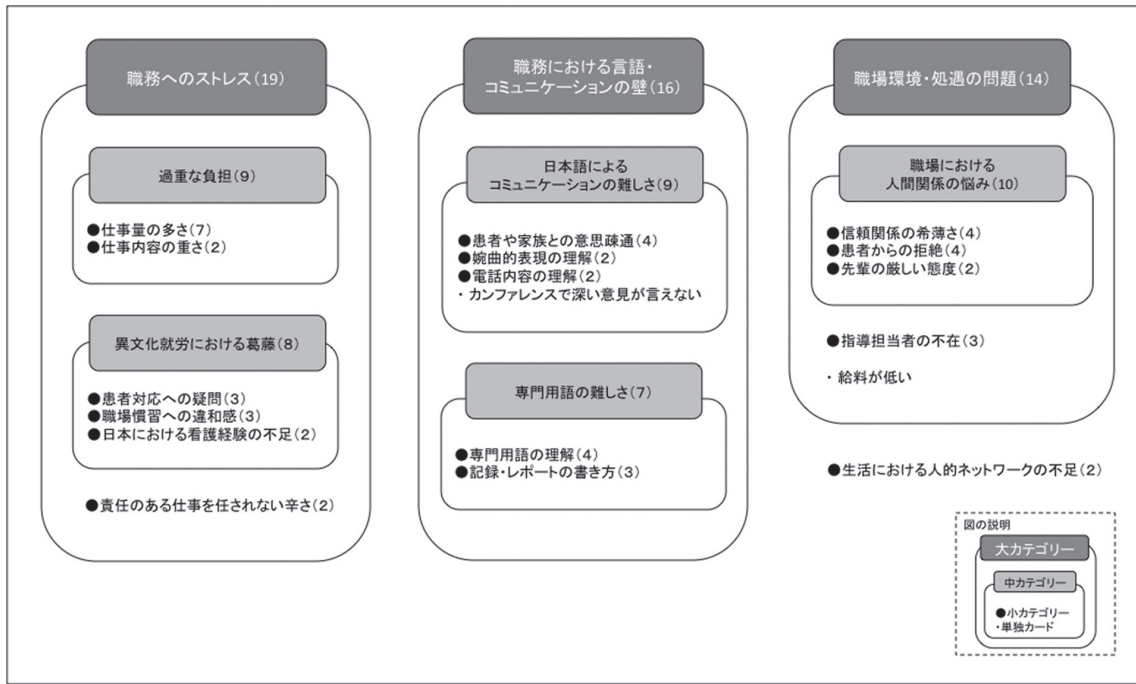 職務へのストレス(19)
過重な負担(9)
●仕事量の多さ(7)
●仕事内容の重さ(2)
異文化就労における葛藤(8)
●患者対応への疑問(3)
●職場慣習への違和感(3)
●日本における看護経験の不足(2)
●責任のある仕事を任されない辛さ(2)
職務における言語・
コミュニケーションの壁(16)
日本語による
コミュニケーションの難しさ(9)
●患者や家族との意思疎通(4)
●婉曲的表現の理解(2)
●電話内容の理解(2)
・カンファレンスで深い意見が言えない
専門用語の難しさ(7)
●専門用語の理解(4)
●記録・レポートの書き方(3)
職場環境・処遇の問題(14)
職場における
人間関係の悩み(10)
●信頼関係の希薄さ(4)
●患者からの拒絶(4)
●先輩の厳しい態度(2)
●指導担当者の不在(3)
・給料が低い
●生活における人的ネットワークの不足(2)
図の説明
大カテゴリー
中カテゴリー
●小カテゴリー
・単独カード